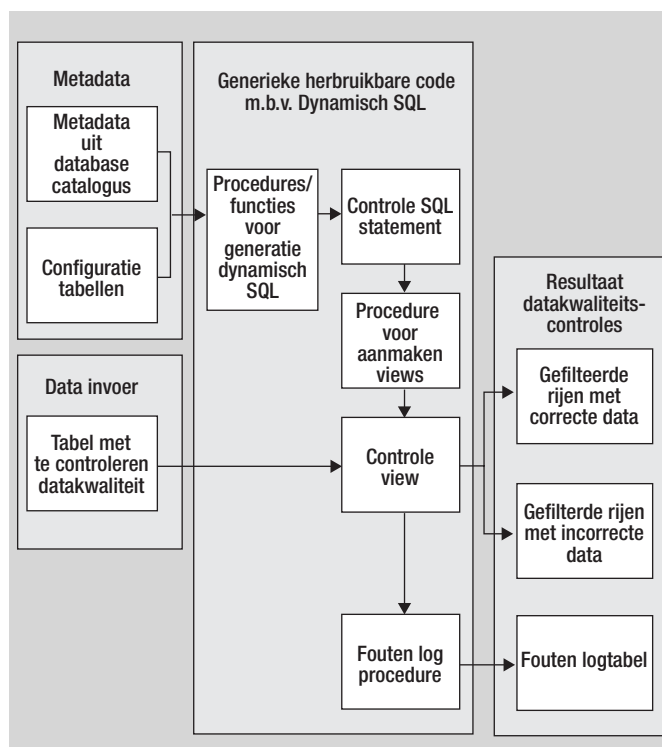 Metadata
Metadata
uit
database
catalogus
Configuratie
tabellen
Data invoer
Tabel met
te controleren
datakwaliteit
Generieke herbruikbare code
m.b.v. Dynamisch SQL
Procedures/
functies
voor
generatie
dynamisch
SQL
Controle SQL
statement
Procedure
voor
aanmaken
views
Controle
view
Fouten log
procedure
Resultaat
datakwaliteits-
controles
Gefilteerde
rijen met
correcte data
Gefilterde rijen
met incorrecte
data
Fouten logtabel